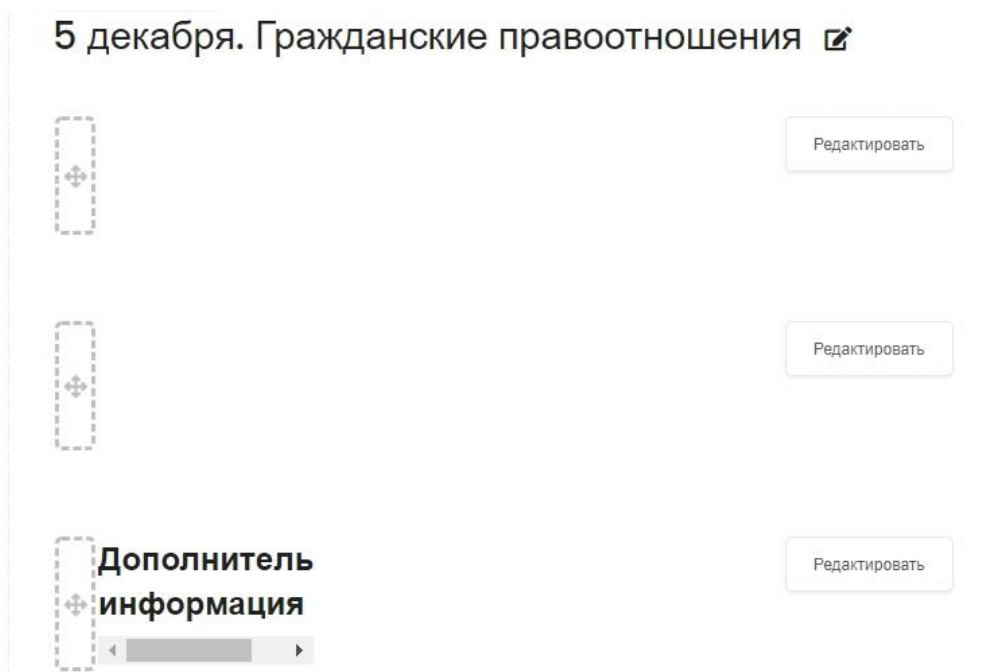 5 декабря. Гражданские правоотношения
Редактировать
Редактировать
Дополнитель
информация
Редактировать